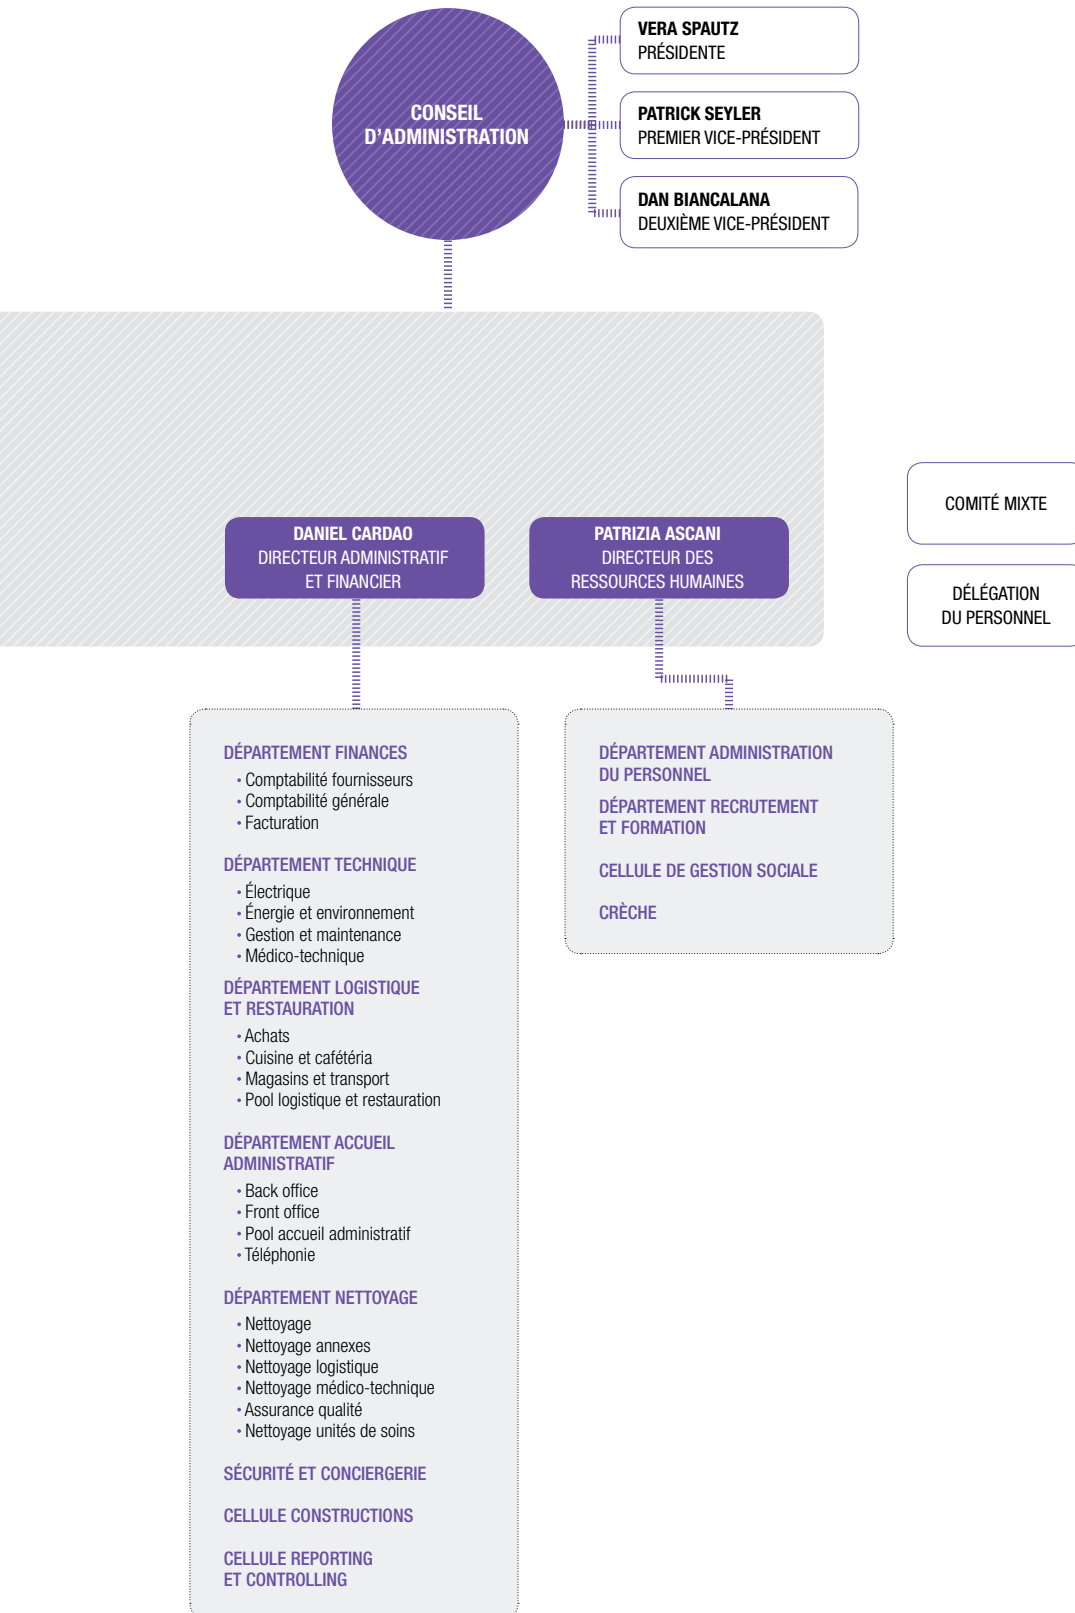 CONSEIL
D'ADMINISTRATION
VERA SPAUTZ
PRÉSIDENTE
PATRICK SEYLER
PREMIER VICE-PRÉSIDENT
DAN BIANCALANA
DEUXIÈME VICE-PRÉSIDENT
COMITÉ MIXTE
DÉLÉGATION
DU PERSONNEL
DANIEL CARDAO
DIRECTEUR ADMINISTRATIF
ET FINANCIER
PATRIZIA ASCANI
DIRECTEUR DES
RESSOURCES HUMAINES
DÉPARTEMENT FINANCES
• Comptabilité fournisseurs
• Comptabilité générale
• Facturation
DÉPARTEMENT TECHNIQUE
• Électrique
• Énergie et environnement
• Gestion et maintenance
• Médico-technique
DÉPARTEMENT LOGISTIQUE
ET RESTAURATION
• Achats
• Cuisine et cafétéria
• Magasins et transport
• Pool logistique et restauration
DÉPARTEMENT ACCUEIL
ADMINISTRATIF
• Back office
• Front office
• Pool accueil administratif
• Téléphonie
DÉPARTEMENT NETTOYAGE
• Nettoyage
• Nettoyage annexes
• Nettoyage logistique
• Nettoyage médico-technique
• Assurance qualité
• Nettoyage unités de soins
SÉCURITÉ ET CONCIERGERIE
CELLULE CONSTRUCTIONS
CELLULE REPORTING
ET CONTROLLING
DÉPARTEMENT ADMINISTRATION
DU PERSONNEL
DÉPARTEMENT RECRUTEMENT
ET FORMATION
CELLULE DE GESTION SOCIALE
CRÈCHE